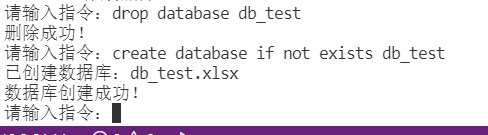 请输入指令：drop database db_test
删除成功！
请输入指令：create database if not exists db_test
已创建数据库：db_test.xlsx
数据库创建成功！
请输入指令：